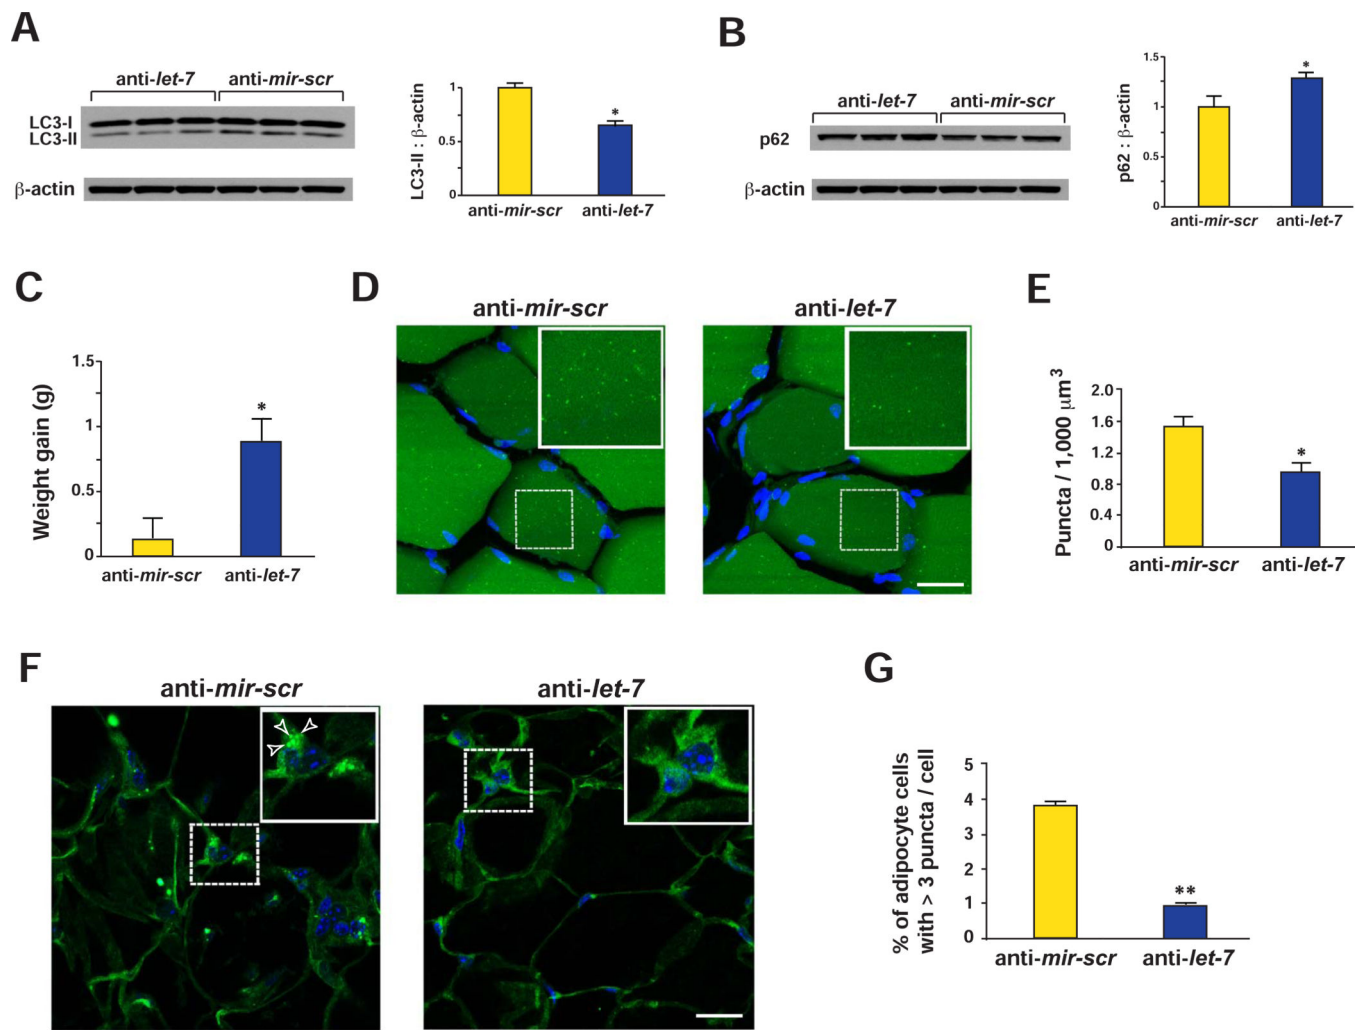 A
anti-let-7 anti-mir-scr
LC3-I
LC3-II
β-actin
LC3-II : β-actin
1
0.5
0
*
anti-mir-scr anti-let-7
B
anti-let-7 anti-mir-scr
p62
β-actin
p62 : β-actin
1.5
1
1.5
0
*
anti-mir-scr anti-let-7
C
Weight gain (g)
1.5
1
0.5
0
*
anti-mir-scr anti-let-7
D
anti-mir-scr anti-let-7
E
Puncta / 1,000 μm³
2.0
1.6
1.2
0.8
0.4
0
*
anti-mir-scr anti-let-7
F
anti-mir-scr anti-let-7
G
% of adipocyte cells
with > 3 puncta / cell
5
4
3
2
1
0
**
anti-mir-scr anti-let-7